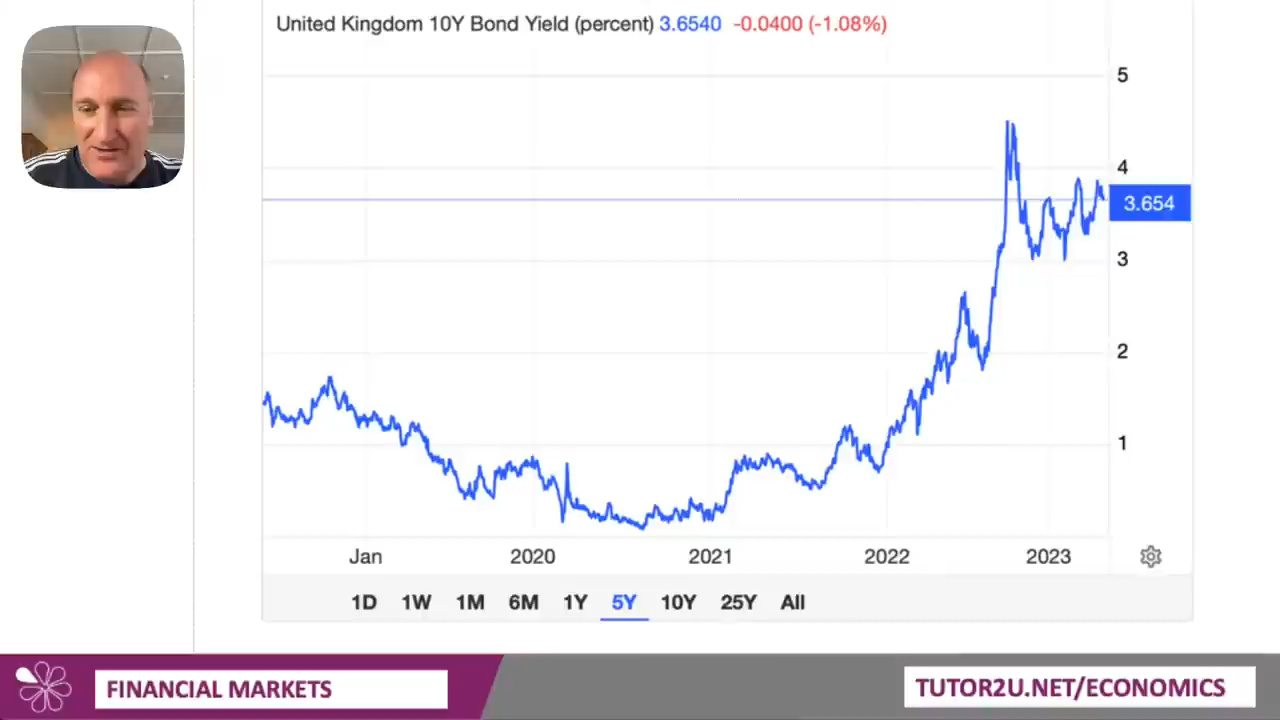 United Kingdom 10Y Bond Yield (percent) 3.6540 -0.0400 (-1.08%)
5
4
3.654
3
2
1
Jan 2020 2021 2022 2023
1D 1W 1M 6M 1Y 5Y 10Y 25Y All
FINANCIAL MARKETS
TUTOR2U.NET/ECONOMICS